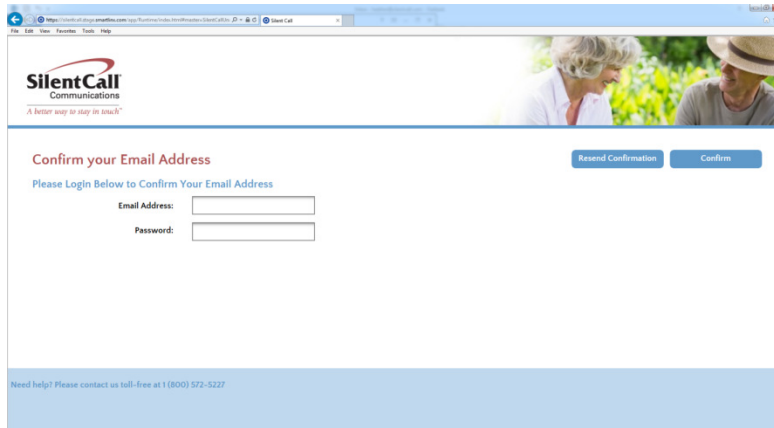 Silent Call
File Edit View Favorites Tools Help
SilentCall
Communications
A better way to stay in touch"
Confirm your Email Address
Resend Confirmation
Confirm
Please Login Below to Confirm Your Email Address
Email Address:
Password:
Need help? Please contact us toll-free at 1 (800) 572-5227